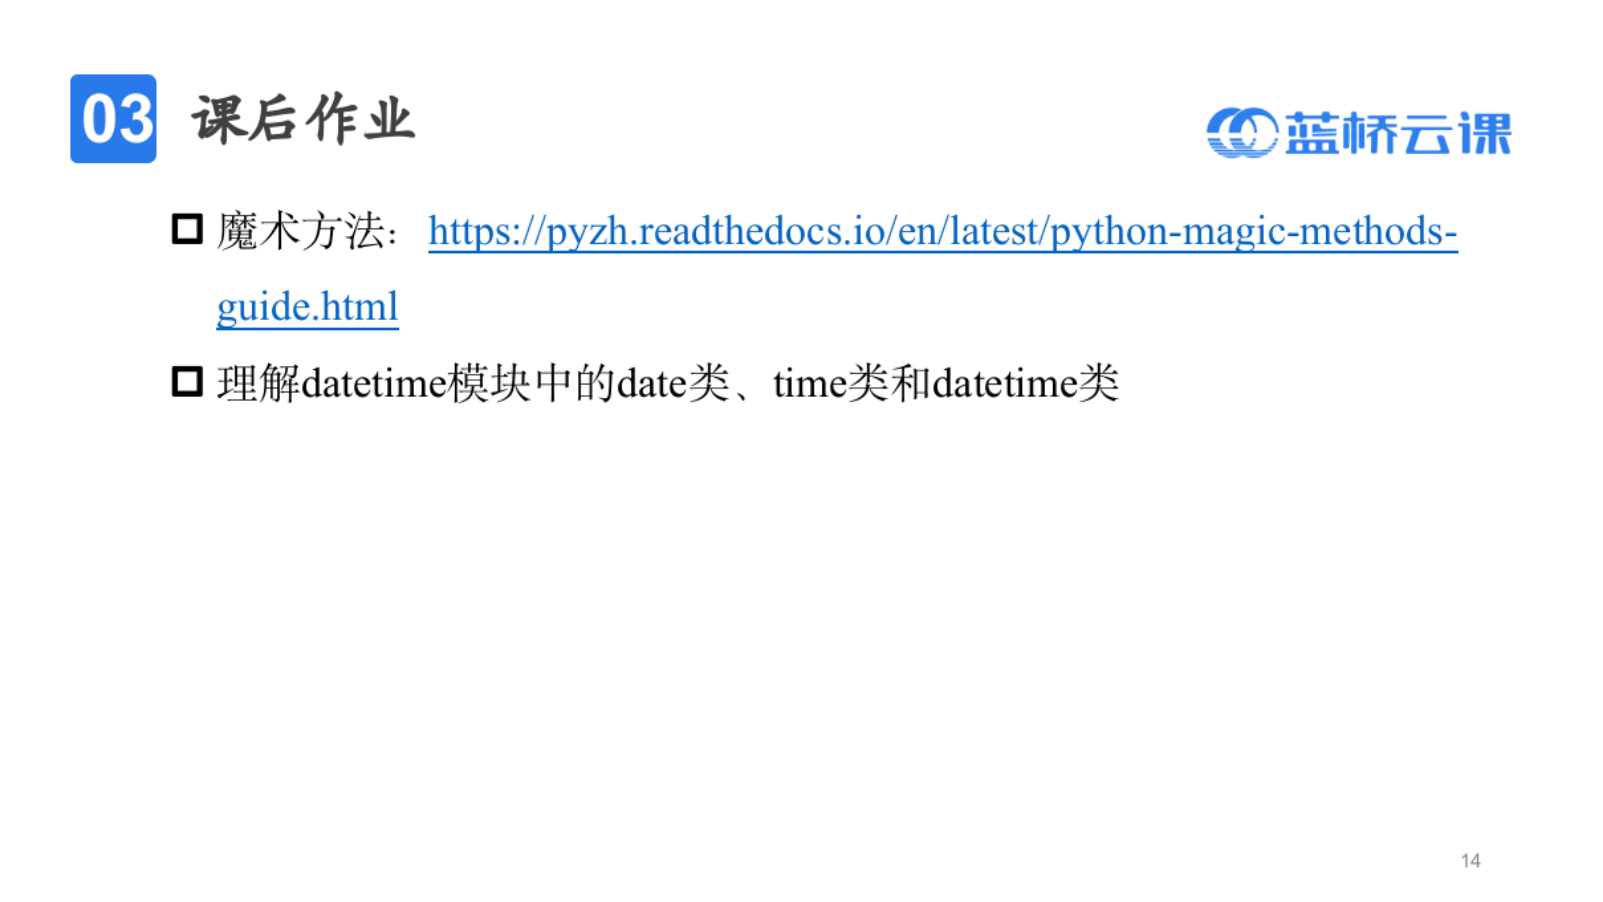 03 课后作业
蓝桥云课
魔术方法：https://pyzh.readthedocs.io/en/latest/python-magic-methods-
guide.html
理解datetime模块中的date类、time类和datetime类
14